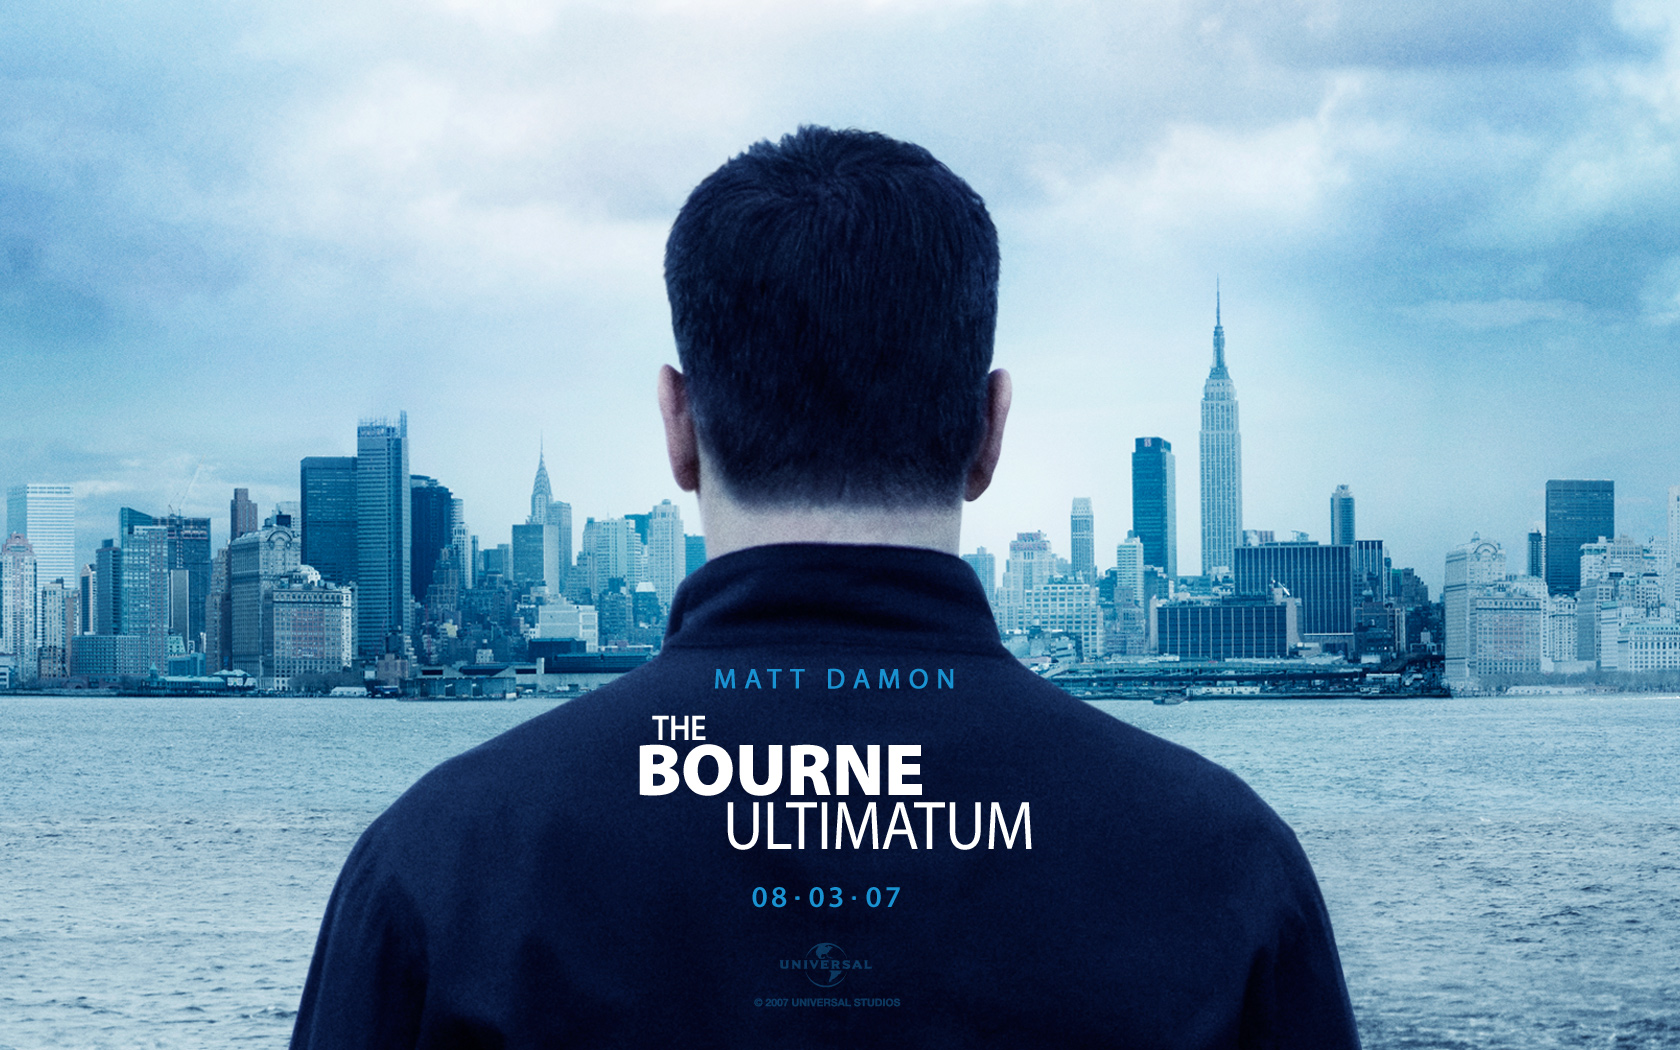 MATT DAMON
THE
BOURNE
ULTIMATUM
08·03·07
UNIVERSAL
© 2007 UNIVERSAL STUDIOS